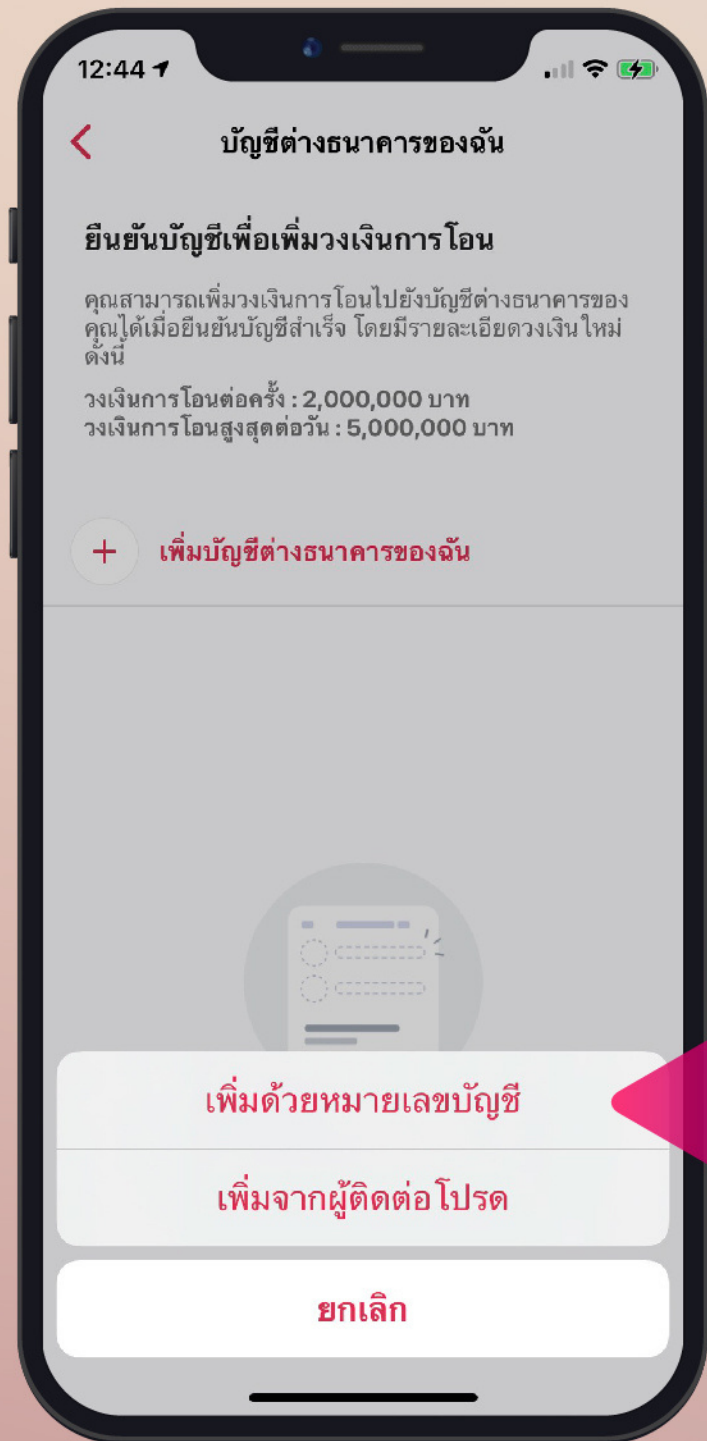 12:44
บัญชีต่างธนาคารของฉัน
ยืนยันบัญชีเพื่อเพิ่มวงเงินการโอน
คุณสามารถเพิ่มวงเงินการโอนไปยังบัญชีต่างธนาคารของ
คุณได้เมื่อยืนยันบัญชีสำเร็จ โดยมีรายละเอียดวงเงินใหม่
ดังนี้
วงเงินการโอนต่อครั้ง : 2,000,000 บาท
วงเงินการโอนสูงสุดต่อวัน : 5,000,000 บาท
+ เพิ่มบัญชีต่างธนาคารของฉัน
เพิ่มด้วยหมายเลขบัญชี
เพิ่มจากผู้ติดต่อโปรด
ยกเลิก